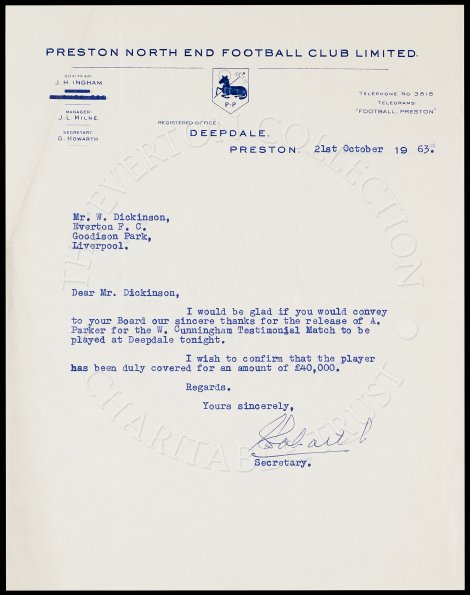 PRESTON NORTH END FOOTBALL CLUB LIMITED.
CHAIRMAN:
J. H. INGHAM
MANAGER:
J. L. MILNE.
SECRETARY:
G. HOWARTH
P·P
TELEPHONE No 3818
TELEGRAMS:
"FOOTBALL, PRESTON"
REGISTERED OFFICE:
DEEPDALE,
PRESTON, 21st October 1963.
Mr. W. Dickinson,
Everton F. C.
Goodison Park,
Liverpool.
Dear Mr. Dickinson,
I would be glad if you would convey
to your Board our sincere thanks for the release of A.
Parker for the W. Cunningham Testimonial Match to be
played at Deepdale tonight.
I wish to confirm that the player
has been duly covered for an amount of £40,000.
Regards.
Yours sincerely,
Secretary.
THE EVERTON COLLECTION
CHARITABLE TRUST